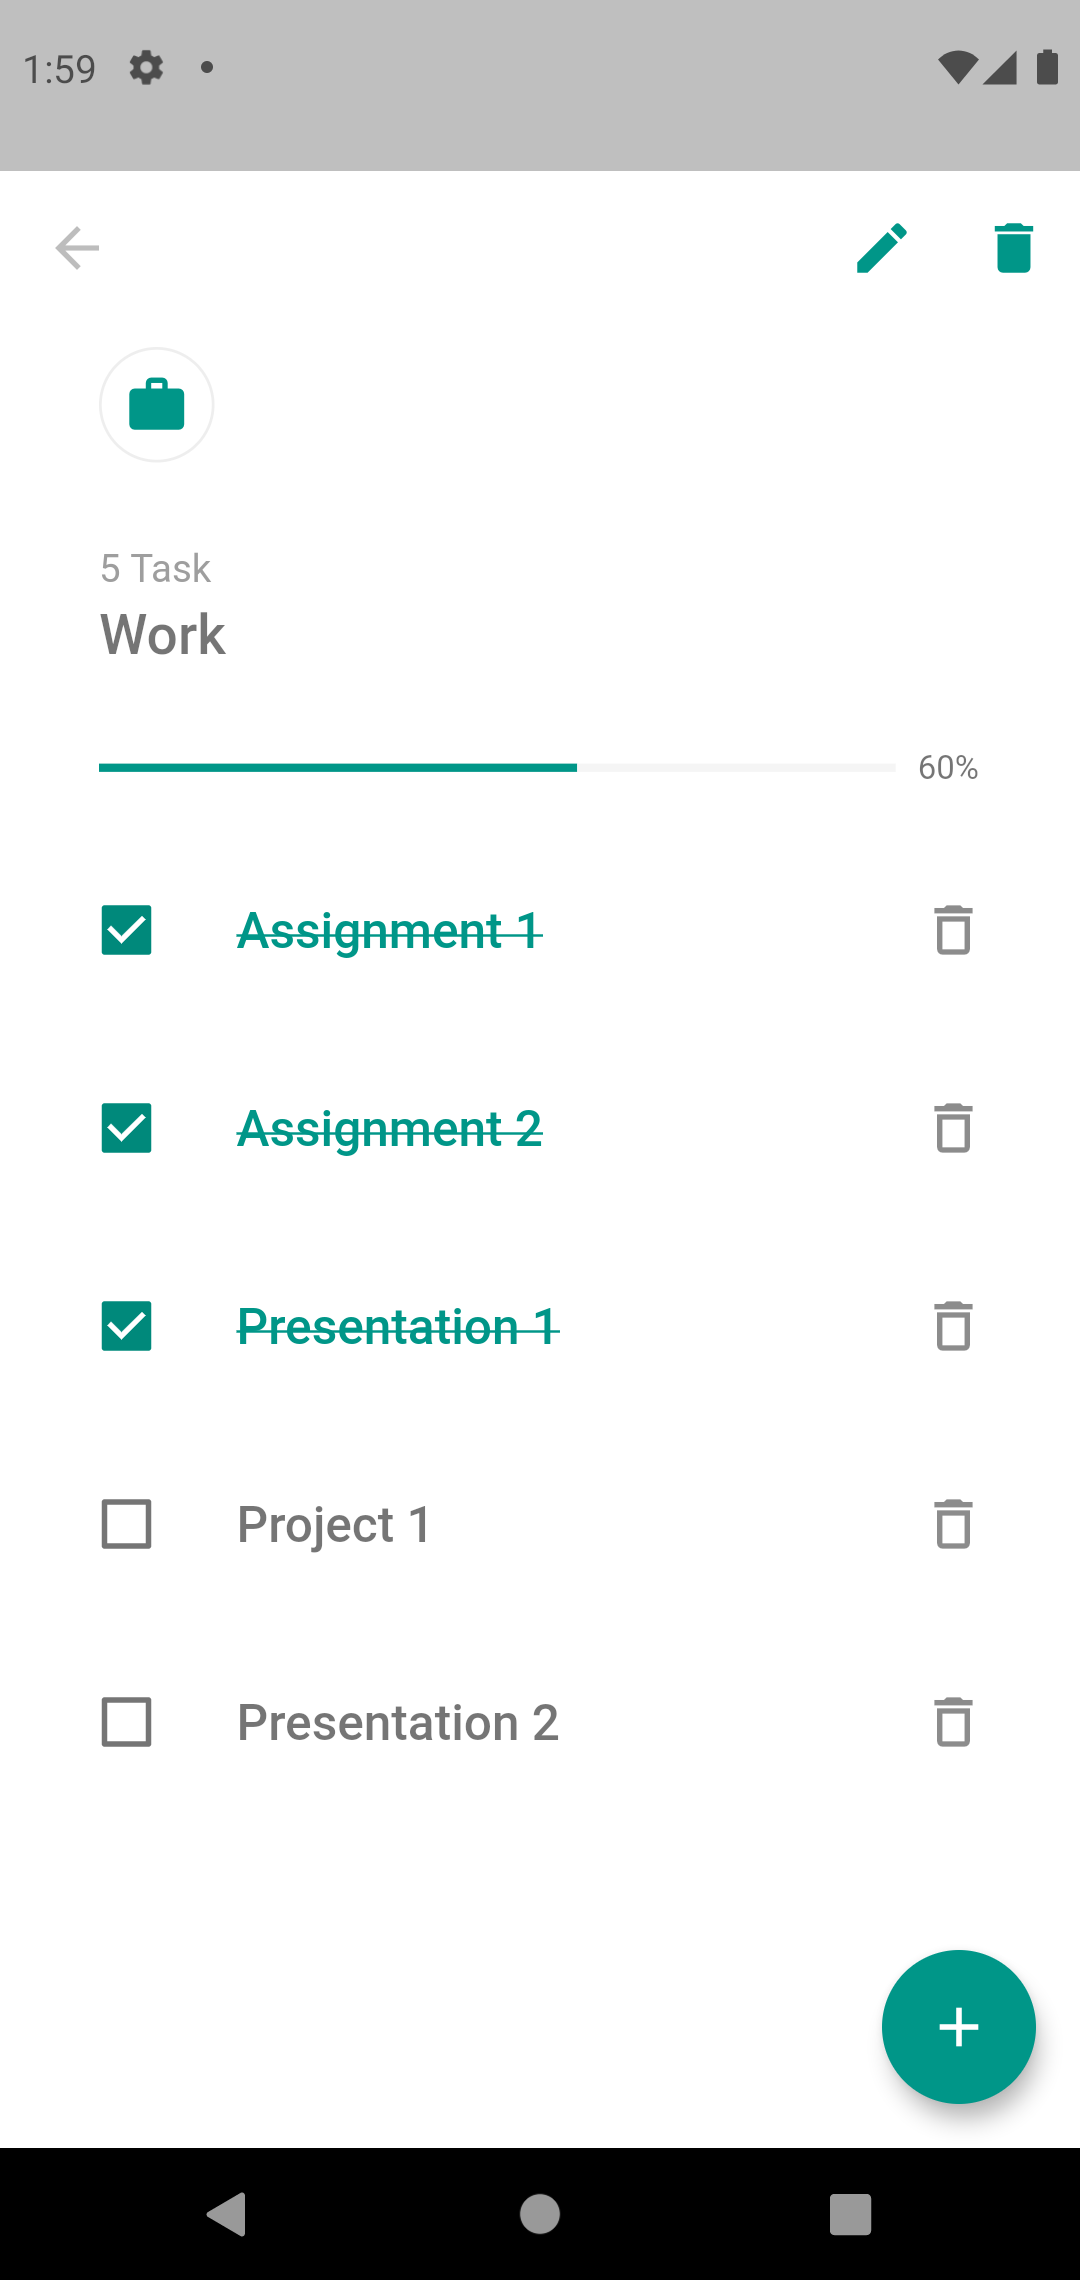 1:59
5 Task
Work
60%
Assignment 1
Assignment 2
Presentation 1
Project 1
Presentation 2